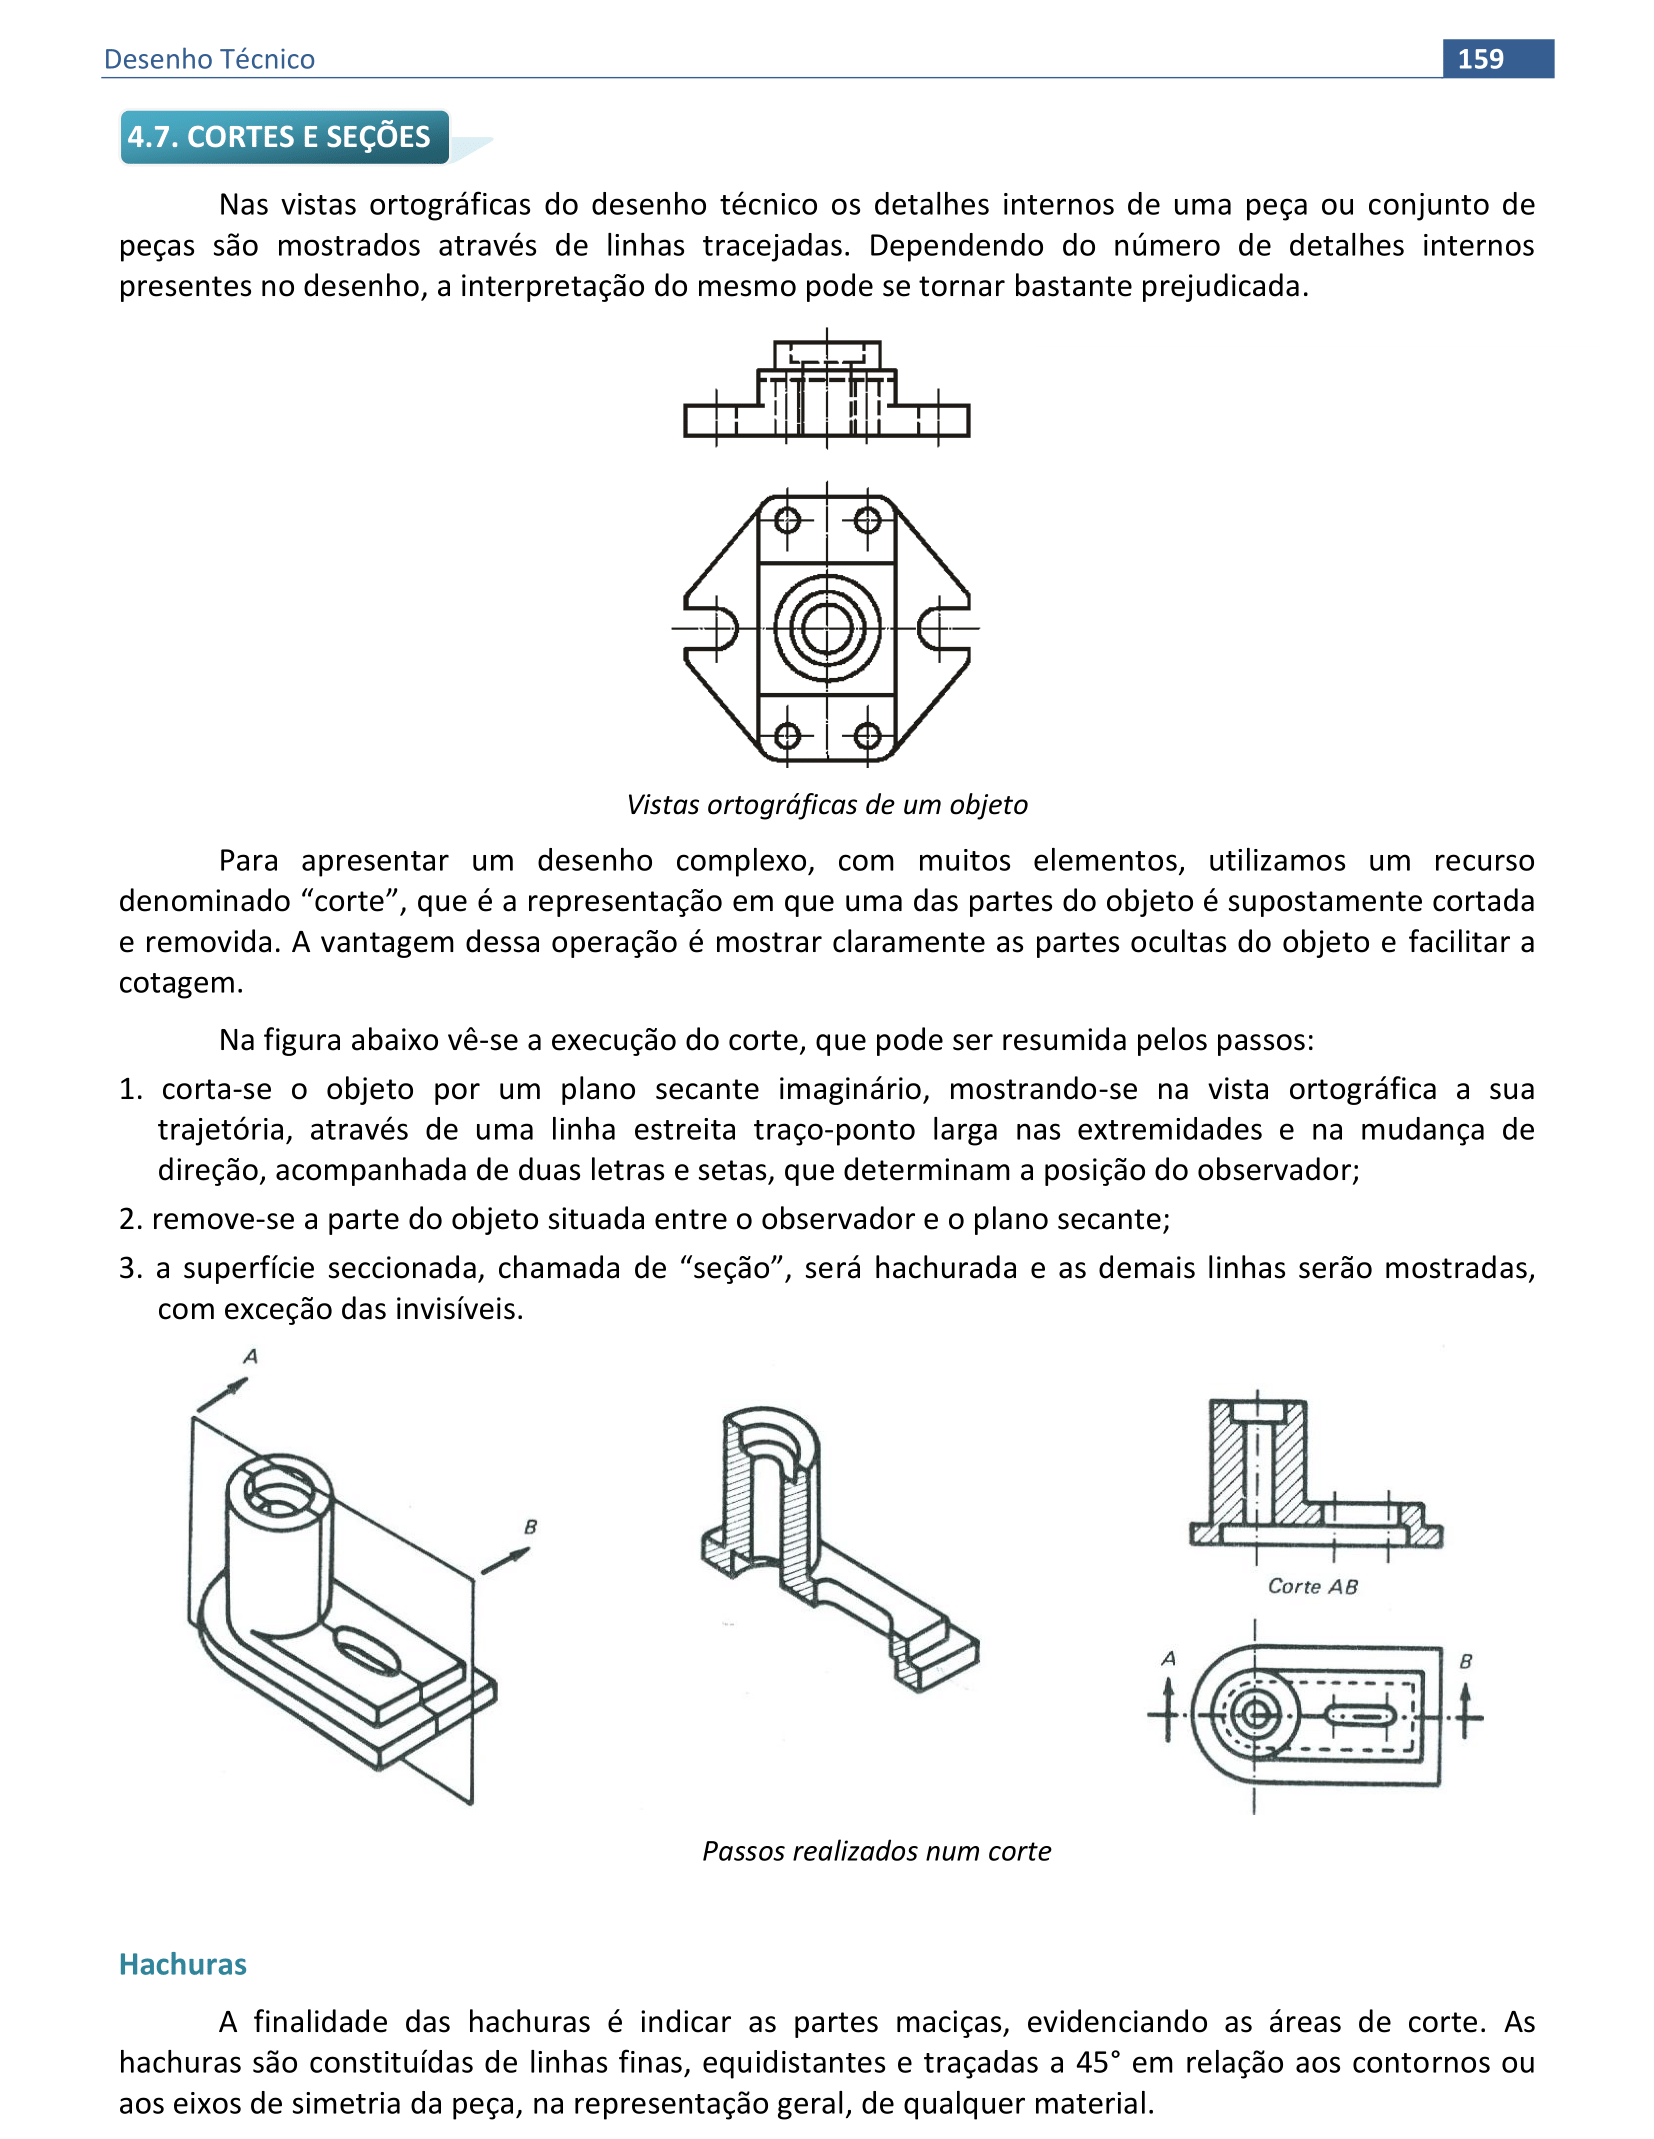 Desenho Técnico
159
4.7. CORTES E SEÇÕES
Nas vistas ortográficas do desenho técnico os detalhes internos de uma peça ou conjunto de
peças são mostrados através de linhas tracejadas. Dependendo do número de detalhes internos
presentes no desenho, a interpretação do mesmo pode se tornar bastante prejudicada.
Vistas ortográficas de um objeto
Para apresentar um desenho complexo, com muitos elementos, utilizamos um recurso
denominado “corte”, que é a representação em que uma das partes do objeto é supostamente cortada
e removida. A vantagem dessa operação é mostrar claramente as partes ocultas do objeto e facilitar a
cotagem.
Na figura abaixo vê-se a execução do corte, que pode ser resumida pelos passos:
1. corta-se o objeto por um plano secante imaginário, mostrando-se na vista ortográfica a sua
trajetória, através de uma linha estreita traço-ponto larga nas extremidades e na mudança de
direção, acompanhada de duas letras e setas, que determinam a posição do observador;
2. remove-se a parte do objeto situada entre o observador e o plano secante;
3. a superfície seccionada, chamada de “seção”, será hachurada e as demais linhas serão mostradas,
com exceção das invisíveis.
A
B
Corte AB
A
B
Passos realizados num corte
Hachuras
A finalidade das hachuras é indicar as partes maciças, evidenciando as áreas de corte. As
hachuras são constituídas de linhas finas, equidistantes e traçadas a 45° em relação aos contornos ou
aos eixos de simetria da peça, na representação geral, de qualquer material.